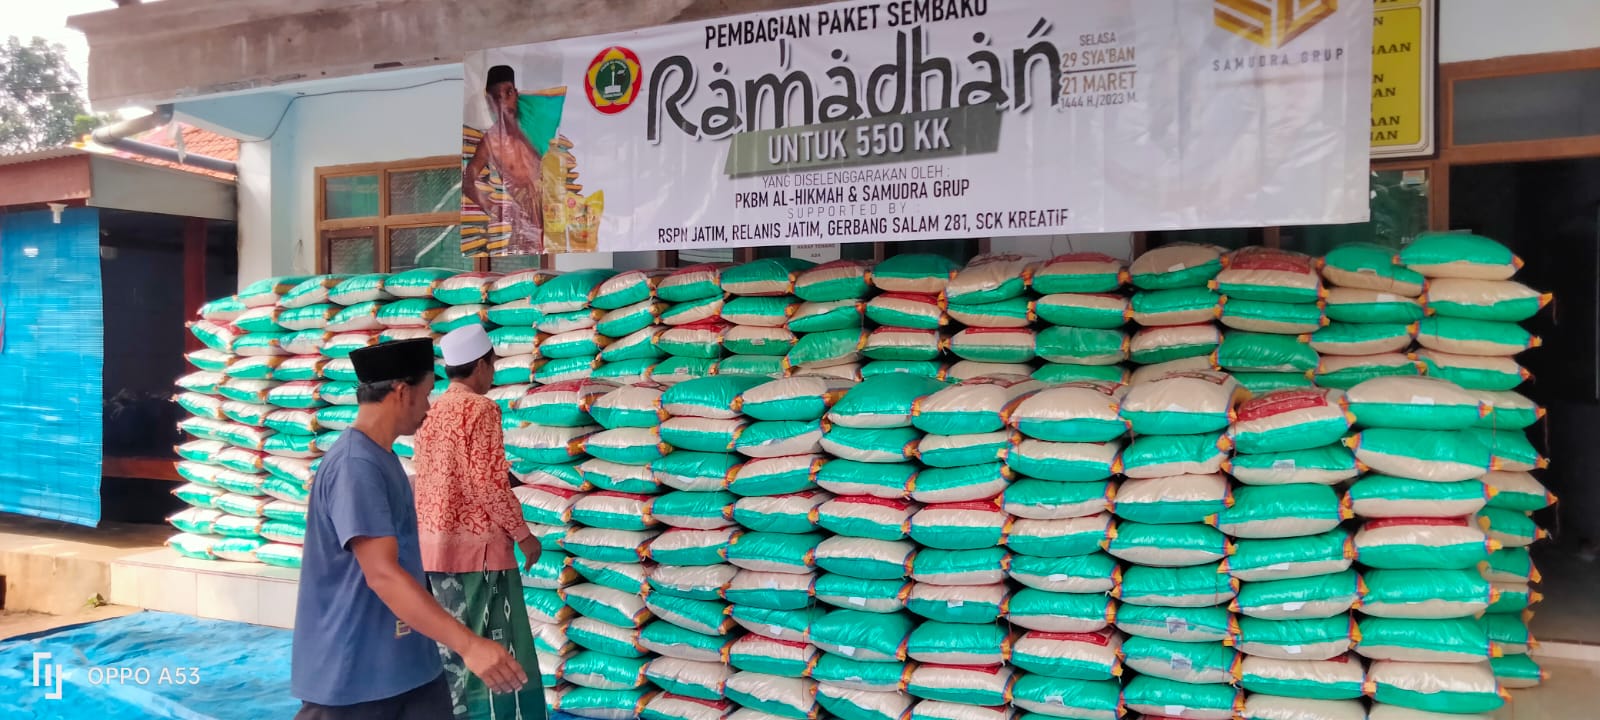 PEMBAGIAN PAKET SEMBAKO
Ramadhan
UNTUK 550 KK
YANG DISELENGGARAKAN OLEH :
PKBM AL-HIKMAH & SAMUDRA GRUP
SUPPORTED BY
RSPN JATIM, RELANIS JATIM, GERBANG SALAM 281, SCK KREATIF
SELASA
29 SYA'BAN
21 MARET
1444 H./2023 M.
SAMUDRA GRUP
OPPO A53